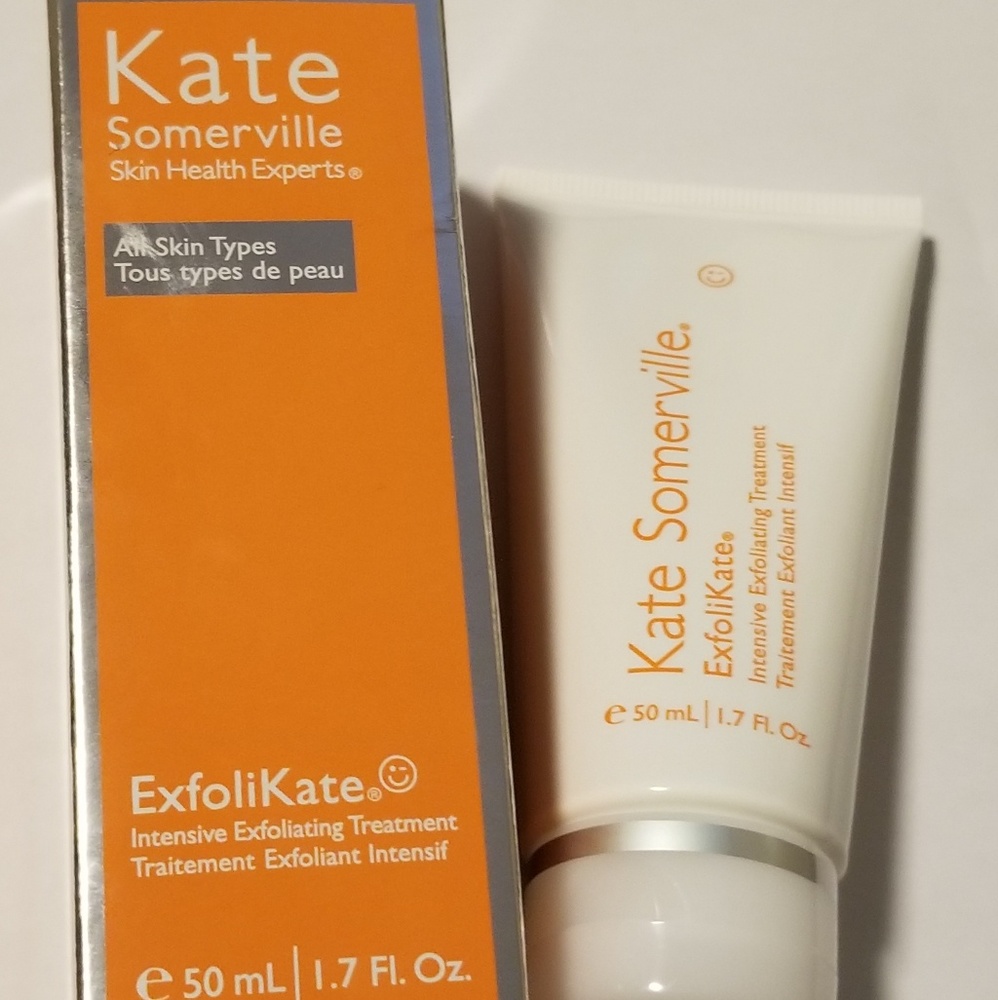 Kate
Somerville
Skin Health Experts®
All Skin Types
Tous types de peau
ExfoliKate®
Intensive Exfoliating Treatment
Traitement Exfoliant Intensif
℮ 50 mL | 1.7 Fl. Oz.
Kate Somerville®
ExfoliKate®
Intensive Exfoliating Treatment
Traitement Exfoliant Intensif
℮ 50 mL | 1.7 Fl. Oz.